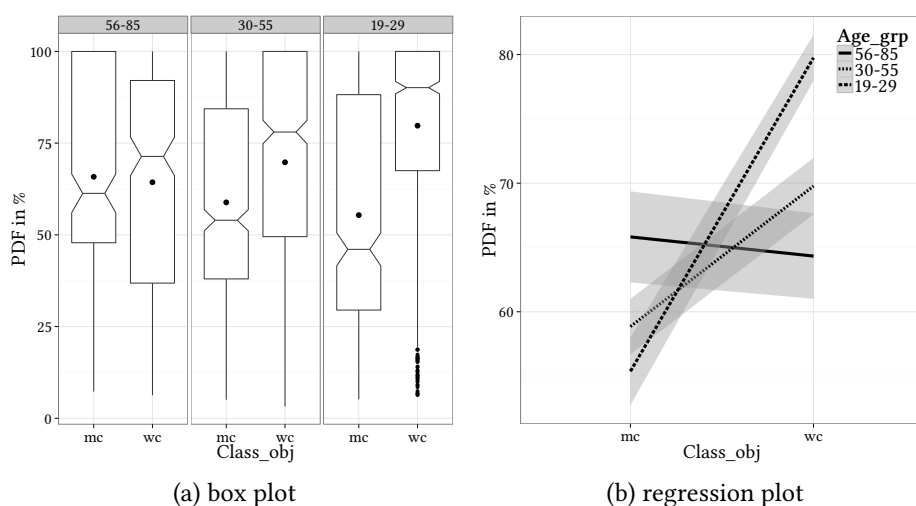 56-85 30-55 19-29
100
75
50
25
0
PDF in %
mc wc mc wc mc wc
Class_obj
(a) box plot
Age_grp
56-85
30-55
19-29
80
70
60
PDF in %
mc wc
Class_obj
(b) regression plot